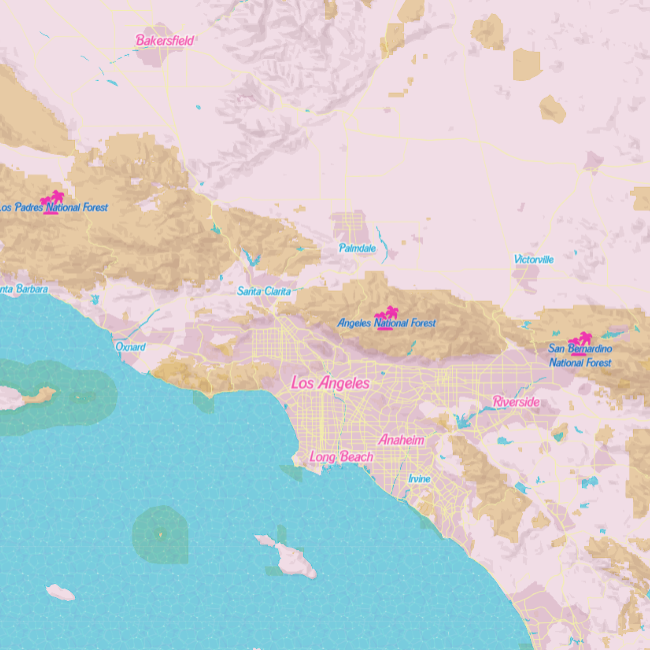 Bakersfield
Los Padres National Forest
Palmdale
Victorville
nta Barbara
Santa Clarita
Angeles National Forest
Oxnard
San Bernardino
National Forest
Los Angeles
Riverside
Anaheim
Long Beach
Irvine